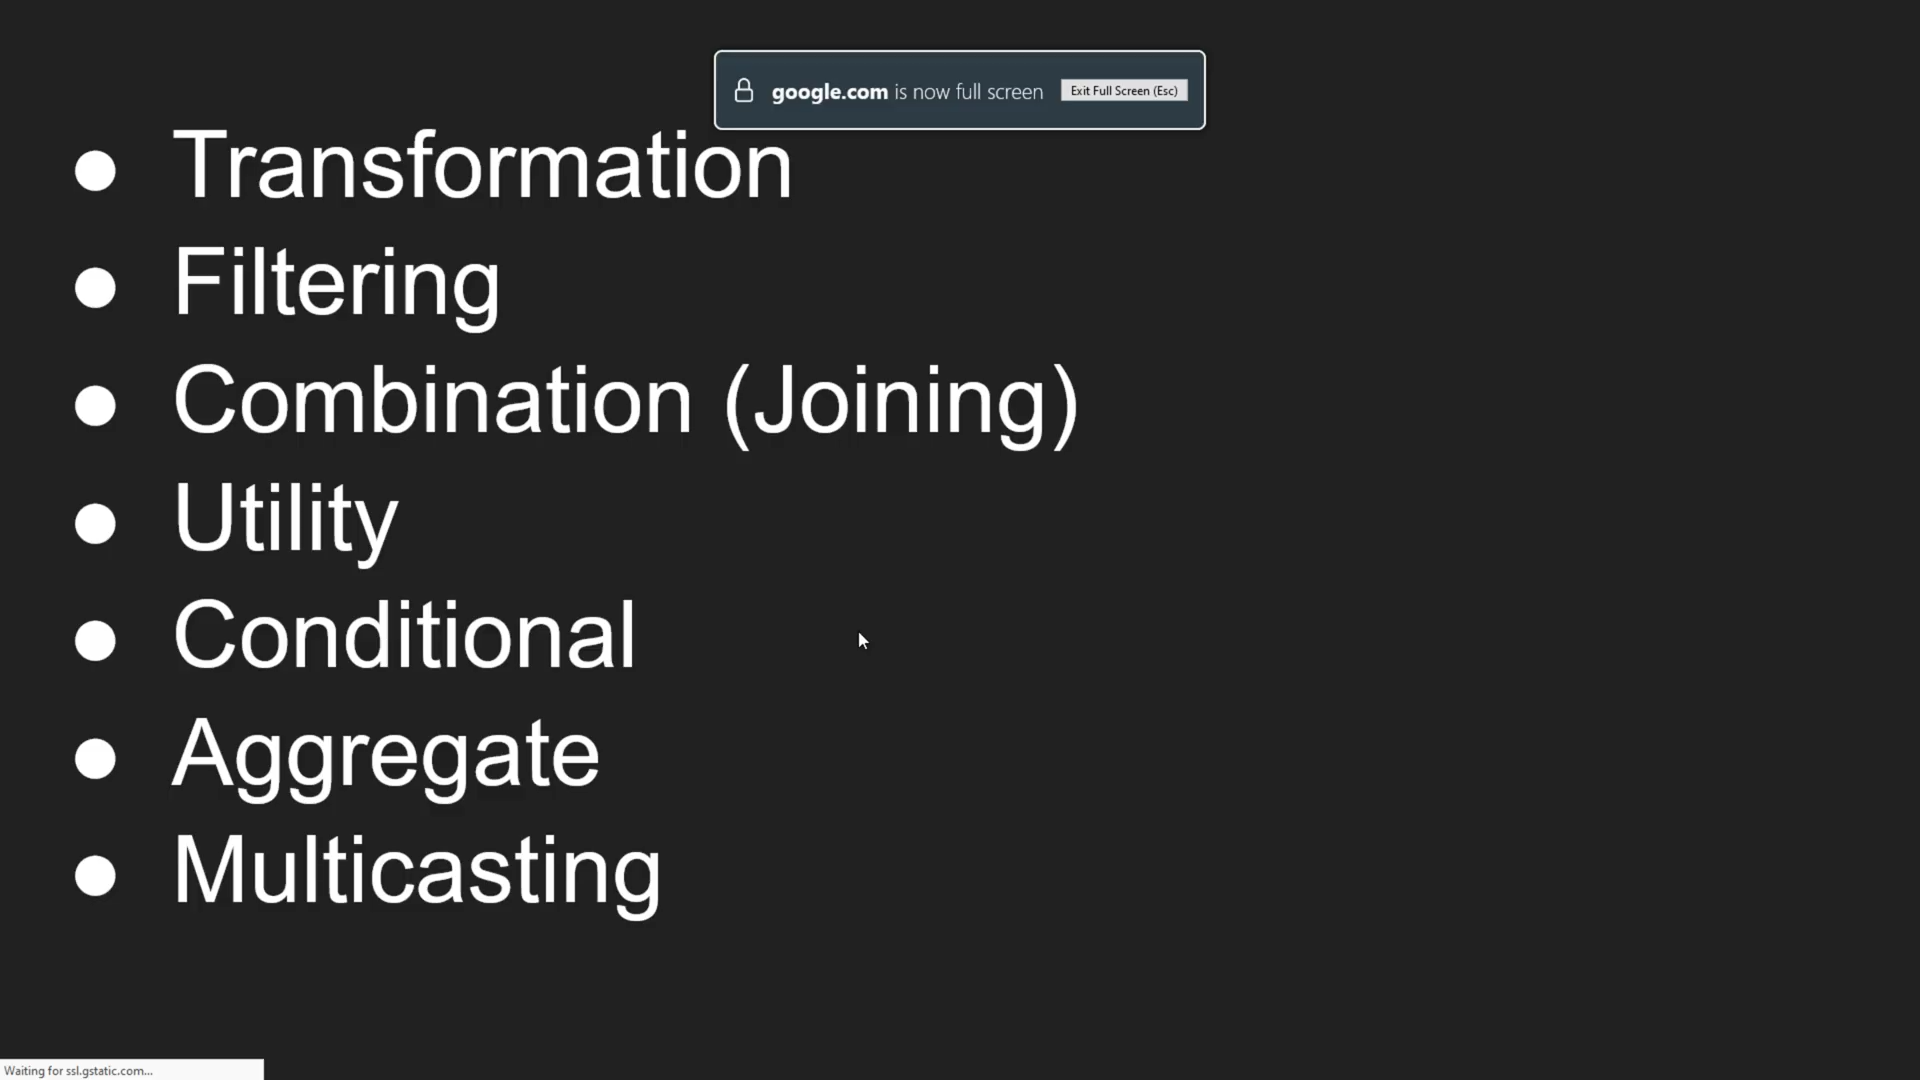 google.com is now full screen Exit Full Screen (Esc)
● Transformation
● Filtering
● Combination (Joining)
● Utility
● Conditional
● Aggregate
● Multicasting
Waiting for ssl.gstatic.com...